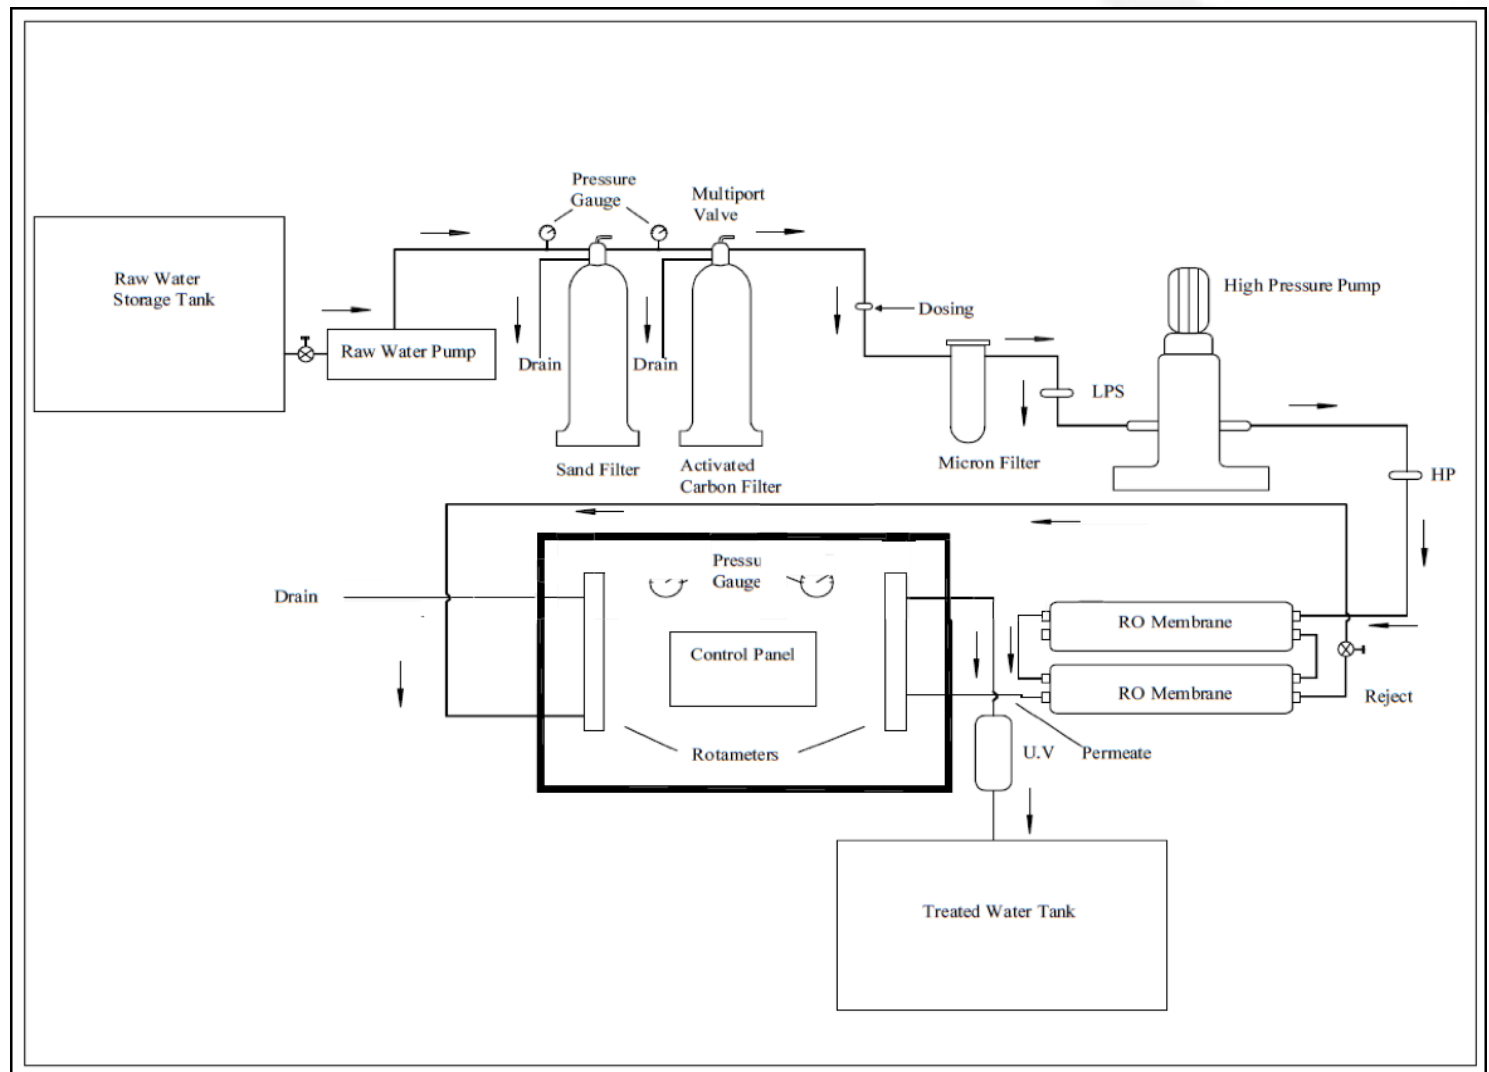 Pressure
Gauge
Multiport
Valve
Raw Water
Storage Tank
High Pressure Pump
Dosing
Raw Water Pump
Drain
Drain
LPS
Sand Filter
Activated
Carbon Filter
Micron Filter
HP
Pressu
Gauge
Drain
RO Membrane
Control Panel
RO Membrane
Reject
Rotameters
U.V
Permeate
Treated Water Tank